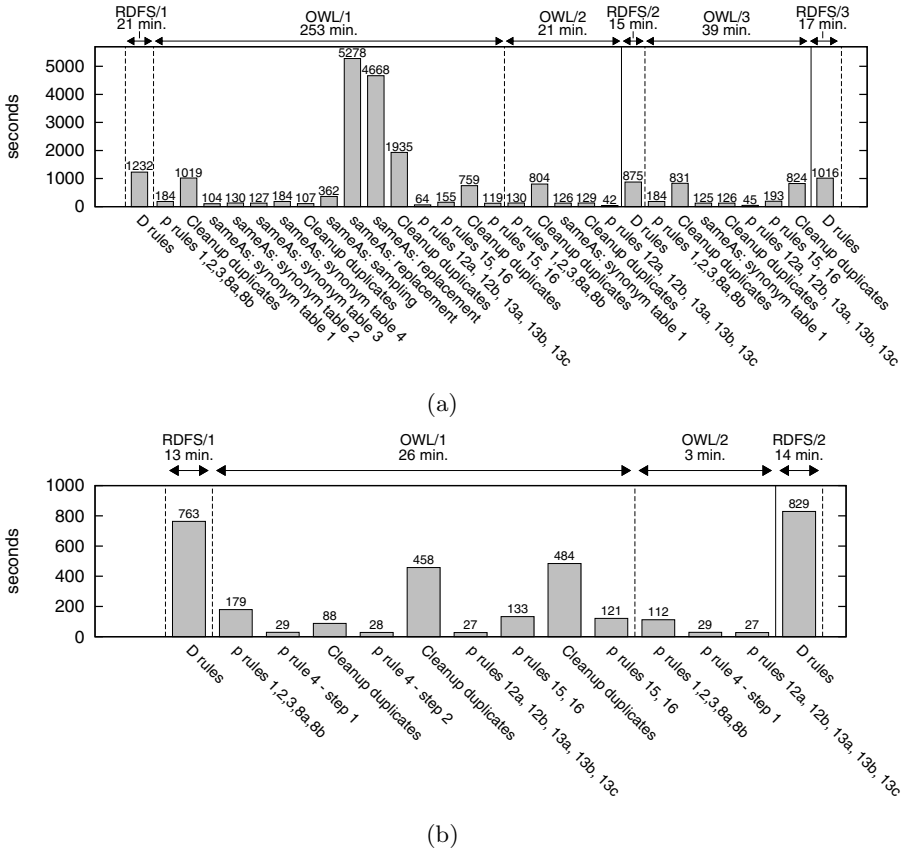 RDFS/1
21 min.
OWL/1
253 min.
OWL/2
21 min.
RDFS/2
15 min.
OWL/3
39 min.
RDFS/3
17 min.
seconds
5000
4000
3000
2000
1000
0
1232
184
1019
104
130
127
184
107
362
5278
4668
1935
64
155
759
119
130
804
126
129
42
875
184
831
125
126
45
193
824
1016
D rules
p rules 1,2,3,8a,8b
Cleanup duplicates
sameAs: synonym table 1
sameAs: synonym table 2
sameAs: synonym table 3
sameAs: synonym table 4
Cleanup duplicates
sameAs: sampling
sameAs: replacement
sameAs: replacement
Cleanup duplicates
p rules 12a, 12b, 13a, 13b, 13c
p rules 15, 16
Cleanup duplicates
p rules 15, 16
p rules 1,2,3,8a,8b
Cleanup duplicates
sameAs: synonym table 1
Cleanup duplicates
p rules 12a, 12b, 13a, 13b, 13c
D rules
p rules 1,2,3,8a,8b
Cleanup duplicates
sameAs: synonym table 1
Cleanup duplicates
p rules 12a, 12b, 13a, 13b, 13c
p rules 15, 16
Cleanup duplicates
D rules
(a)
RDFS/1
13 min.
OWL/1
26 min.
OWL/2
3 min.
RDFS/2
14 min.
seconds
1000
800
600
400
200
0
763
179
29
88
28
458
27
133
484
121
112
29
27
829
D rules
p rules 1,2,3,8a,8b
p rule 4 - step 1
Cleanup duplicates
p rule 4 - step 2
Cleanup duplicates
p rules 12a, 12b, 13a, 13b, 13c
p rules 15, 16
Cleanup duplicates
p rules 15, 16
p rules 1,2,3,8a,8b
p rule 4 - step 1
p rules 12a, 12b, 13a, 13b, 13c
D rules
(b)